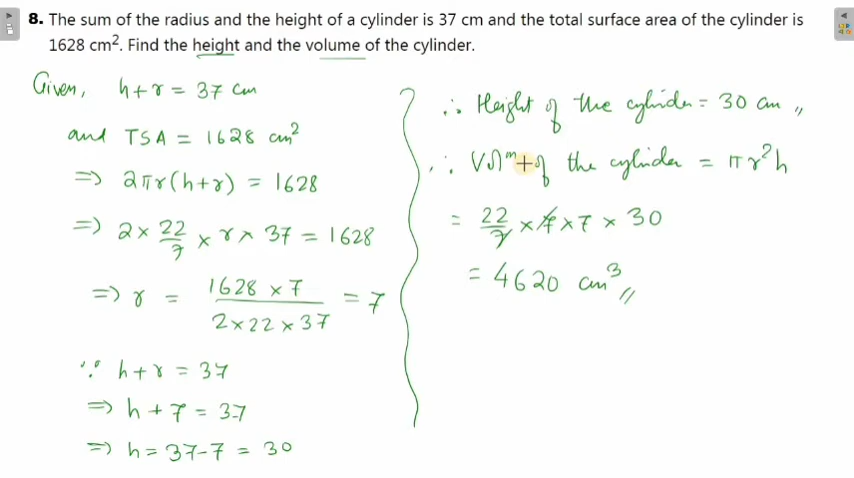 8. The sum of the radius and the height of a cylinder is 37 cm and the total surface area of the cylinder is
1628 cm². Find the height and the volume of the cylinder.
Given, h+r = 37 cm
and TSA = 1628 cm²
=> 2πr(h+r) = 1628
=> 2 × 22/7 × r × 37 = 1628
=> r = (1628 × 7)/(2×22×37) = 7
∵ h+r = 37
=> h + 7 = 37
=> h = 37-7 = 30
∴ Height of the cylinder = 30 cm,,
∴ Volm of the cylinder = πr²h
= 22/7 × 7 × 7 × 30
= 4620 cm³,,